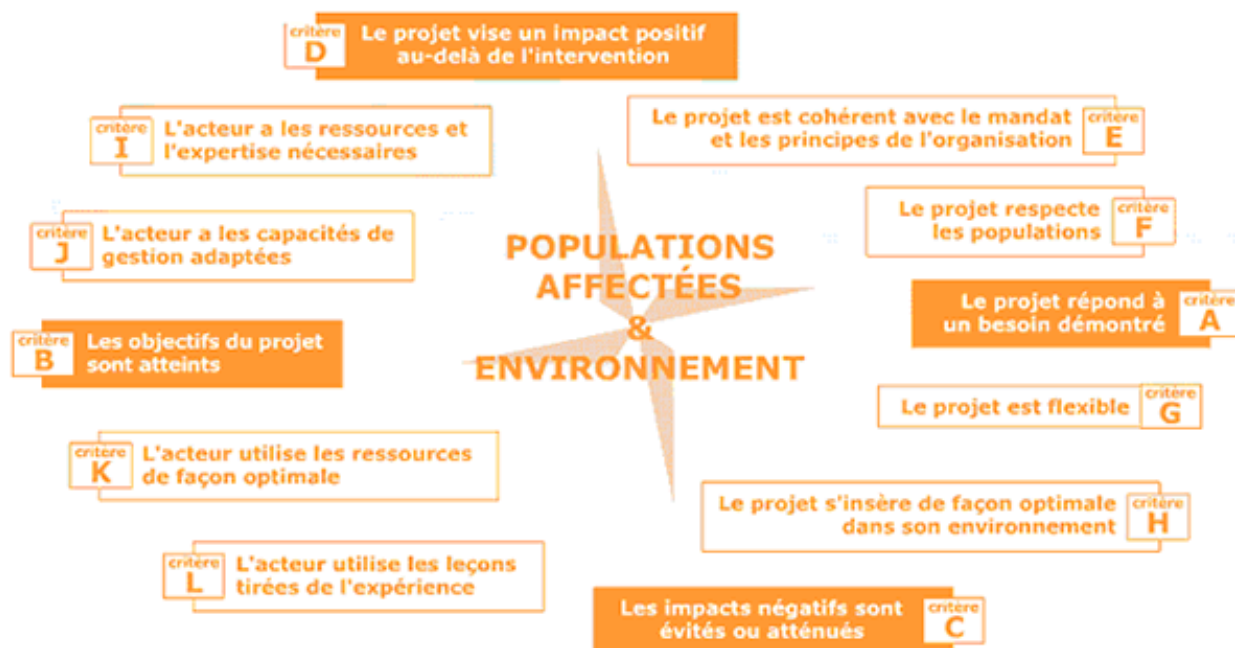 critère
D
Le projet vise un impact positif
au-delà de l'intervention
critère
I
L'acteur a les ressources et
l'expertise nécessaires
Le projet est cohérent avec le mandat
et les principes de l'organisation
critère
E
critère
J
L'acteur a les capacités de
gestion adaptées
Le projet respecte
les populations
critère
F
POPULATIONS
AFFECTÉES
&
ENVIRONNEMENT
Le projet répond à
un besoin démontré
critère
A
critère
B
Les objectifs du projet
sont atteints
Le projet est flexible
critère
G
critère
K
L'acteur utilise les ressources
de façon optimale
Le projet s'insère de façon optimale
dans son environnement
critère
H
critère
L
L'acteur utilise les leçons
tirées de l'expérience
Les impacts négatifs sont
évités ou atténués
critère
C